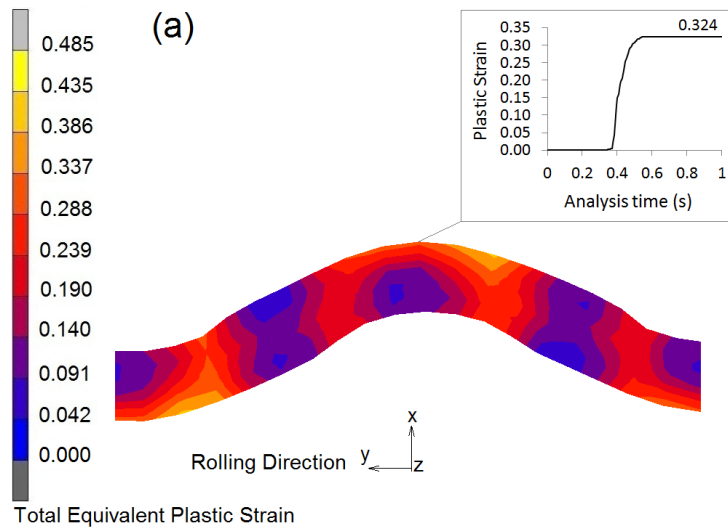 (a)
0.485
0.435
0.386
0.337
0.288
0.239
0.190
0.140
0.091
0.042
0.000
Total Equivalent Plastic Strain
0.324
Plastic Strain
0.35
0.30
0.25
0.20
0.15
0.10
0.05
0.00
0 0.2 0.4 0.6 0.8 1
Analysis time (s)
x
y
z
Rolling Direction